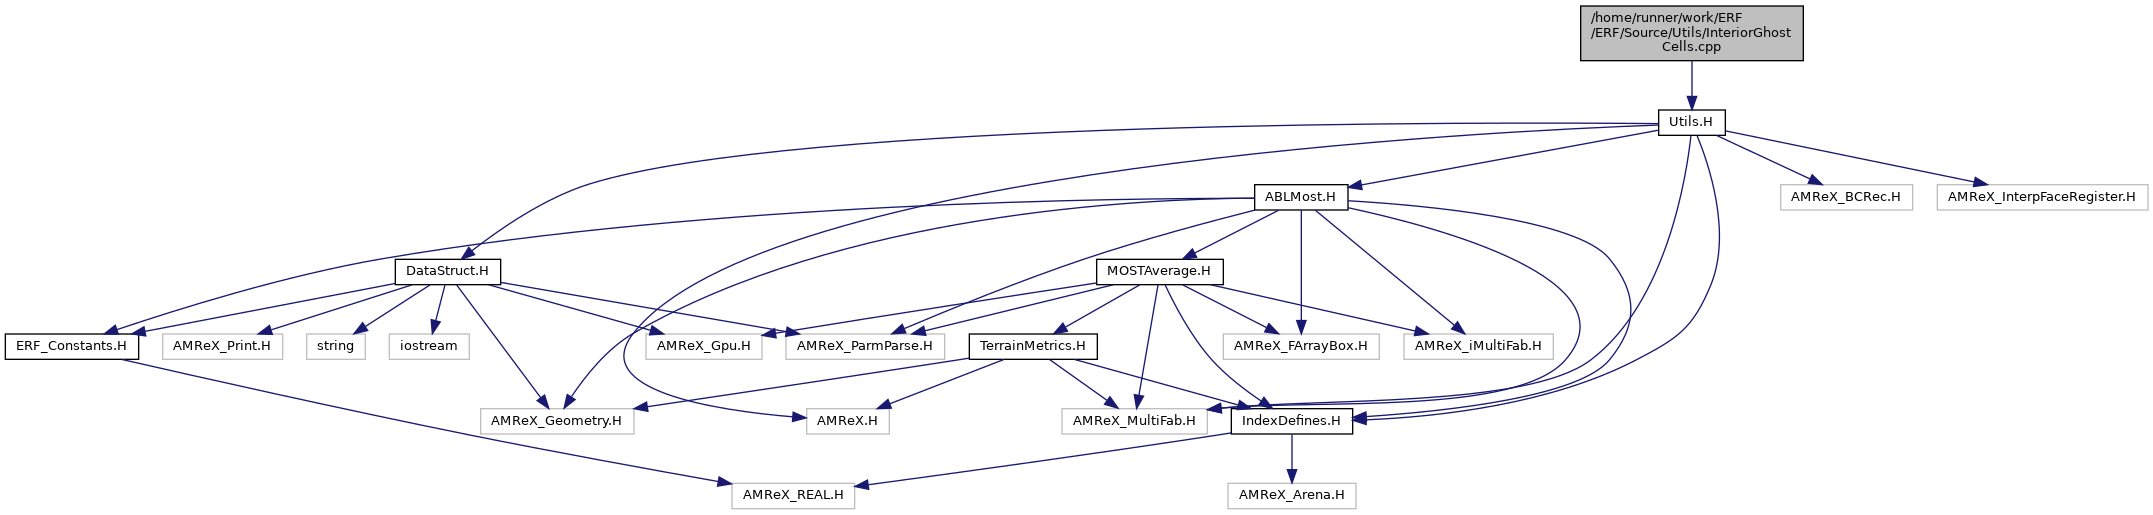 /home/runner/work/ERF
/ERF/Source/Utils/InteriorGhost
Cells.cpp
Utils.H
ABLMost.H
AMReX_BCRec.H
AMReX_InterpFaceRegister.H
DataStruct.H
MOSTAverage.H
ERF_Constants.H
AMReX_Print.H
string
iostream
AMReX_Gpu.H
AMReX_ParmParse.H
TerrainMetrics.H
AMReX_FArrayBox.H
AMReX_iMultiFab.H
AMReX_Geometry.H
AMReX.H
AMReX_MultiFab.H
IndexDefines.H
AMReX_REAL.H
AMReX_Arena.H